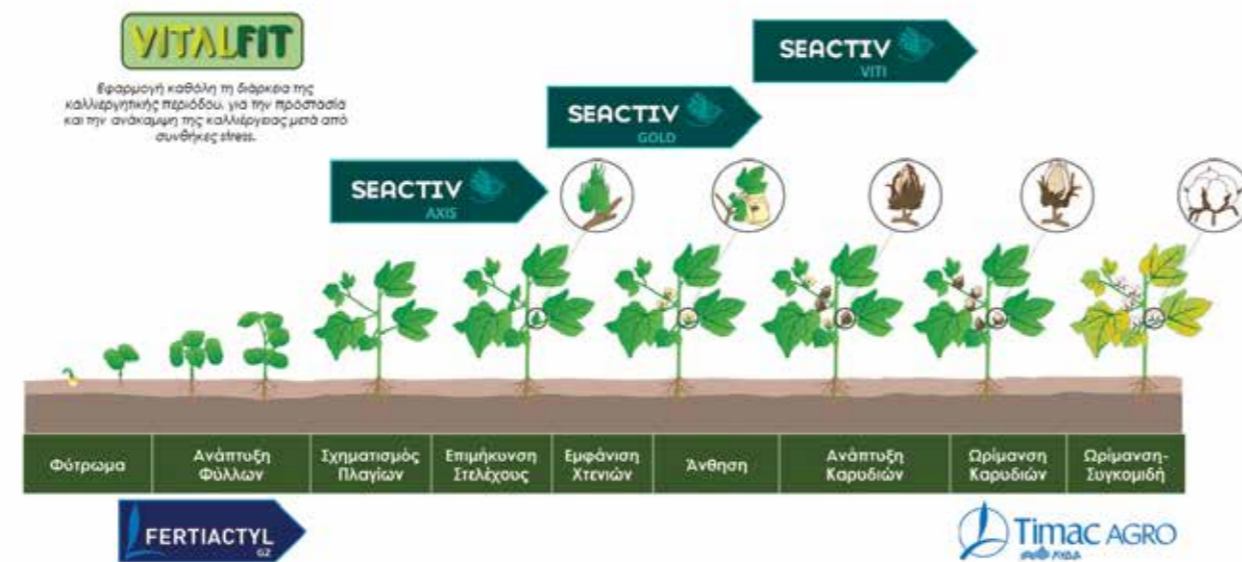 VITALFIT
Εφαρμογή καθόλη τη διάρκεια της
καλλιεργητικής περιόδου, για την προστασία
και την ανάκαμψη της καλλιέργειας μετά από
συνθήκες stress.
SEACTIV
VITI
SEACTIV
GOLD
SEACTIV
AXIS
Φύτρωμα
Ανάπτυξη
Φύλλων
Σχηματισμός
Πλαγίων
Επιμήκυνση
Στελέχους
Εμφάνιση
Χτενιών
Άνθηση
Ανάπτυξη
Καρυδιών
Ωρίμανση
Καρυδιών
Ωρίμανση-
Συγκομιδή
FERTIACTYL
GZ
Timac AGRO
ΛΥΔΑ